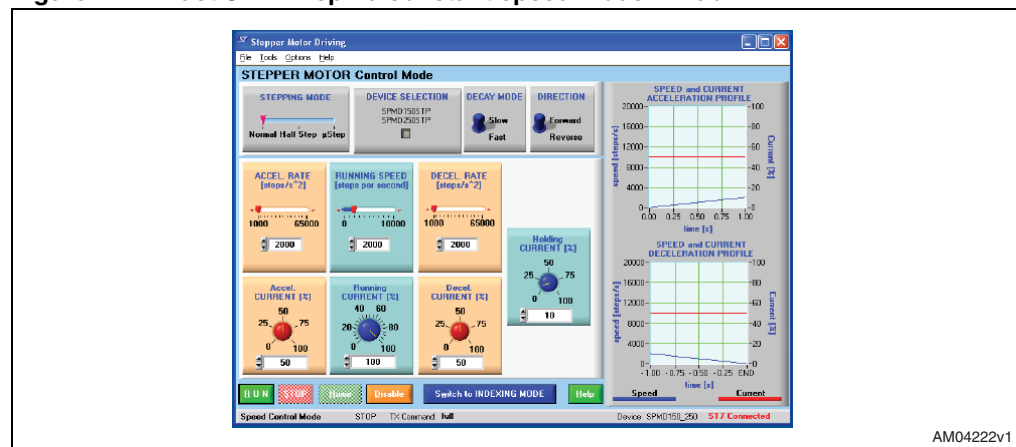 Stepper Motor Driving
File Tools Options Help
STEPPER MOTOR Control Mode
STEPPING MODE
Normal Half Step µStep
DEVICE SELECTION
SPMD150STP
SPMD250STP
DECAY MODE
Slow
Fast
DIRECTION
Forward
Reverse
ACCEL. RATE
[steps/s^2]
1000 65000
2000
RUNNING SPEED
[steps per second]
0 10000
2000
DECEL. RATE
[steps/s^2]
1000 65000
2000
Holding
CURRENT [%]
50
25 75
0 100
10
Accel.
CURRENT [%]
50
25 75
0 100
50
Running
CURRENT [%]
40 60
20 80
0 100
100
Decel.
CURRENT [%]
50
25 75
0 100
50
RUN STOP Home Disable Switch to INDEXING MODE Help
Speed Control Mode STOP TX Command full
SPEED and CURRENT
ACCELERATION PROFILE
20000 100
16000 80
12000 60
8000 40
4000 20
0 0
0.00 0.25 0.50 0.75 1.00
speed [steps/s]
Current [%]
time [s]
SPEED and CURRENT
DECELERATION PROFILE
20000 100
16000 80
12000 60
8000 40
4000 20
0 0
-1.00 -0.75 -0.50 -0.25 END
speed [steps/s]
Current [%]
time [s]
Speed Current
Device SPMD150_250 ST7 Connected
AM04222v1